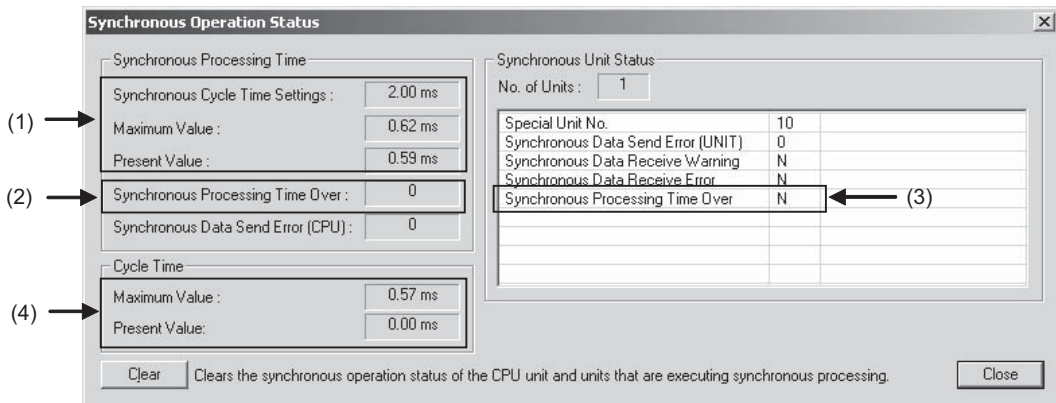 Synchronous Operation Status
Synchronous Processing Time
(1)
Synchronous Cycle Time Settings : 2.00 ms
Maximum Value : 0.62 ms
Present Value : 0.59 ms
(2)
Synchronous Processing Time Over : 0
Synchronous Data Send Error (CPU) : 0
Cycle Time
(4)
Maximum Value : 0.57 ms
Present Value: 0.00 ms
Synchronous Unit Status
No. of Units : 1
Special Unit No. 10
Synchronous Data Send Error (UNIT) 0
Synchronous Data Receive Warning N
Synchronous Data Receive Error N
Synchronous Processing Time Over N
(3)
Clear Clears the synchronous operation status of the CPU unit and units that are executing synchronous processing. Close